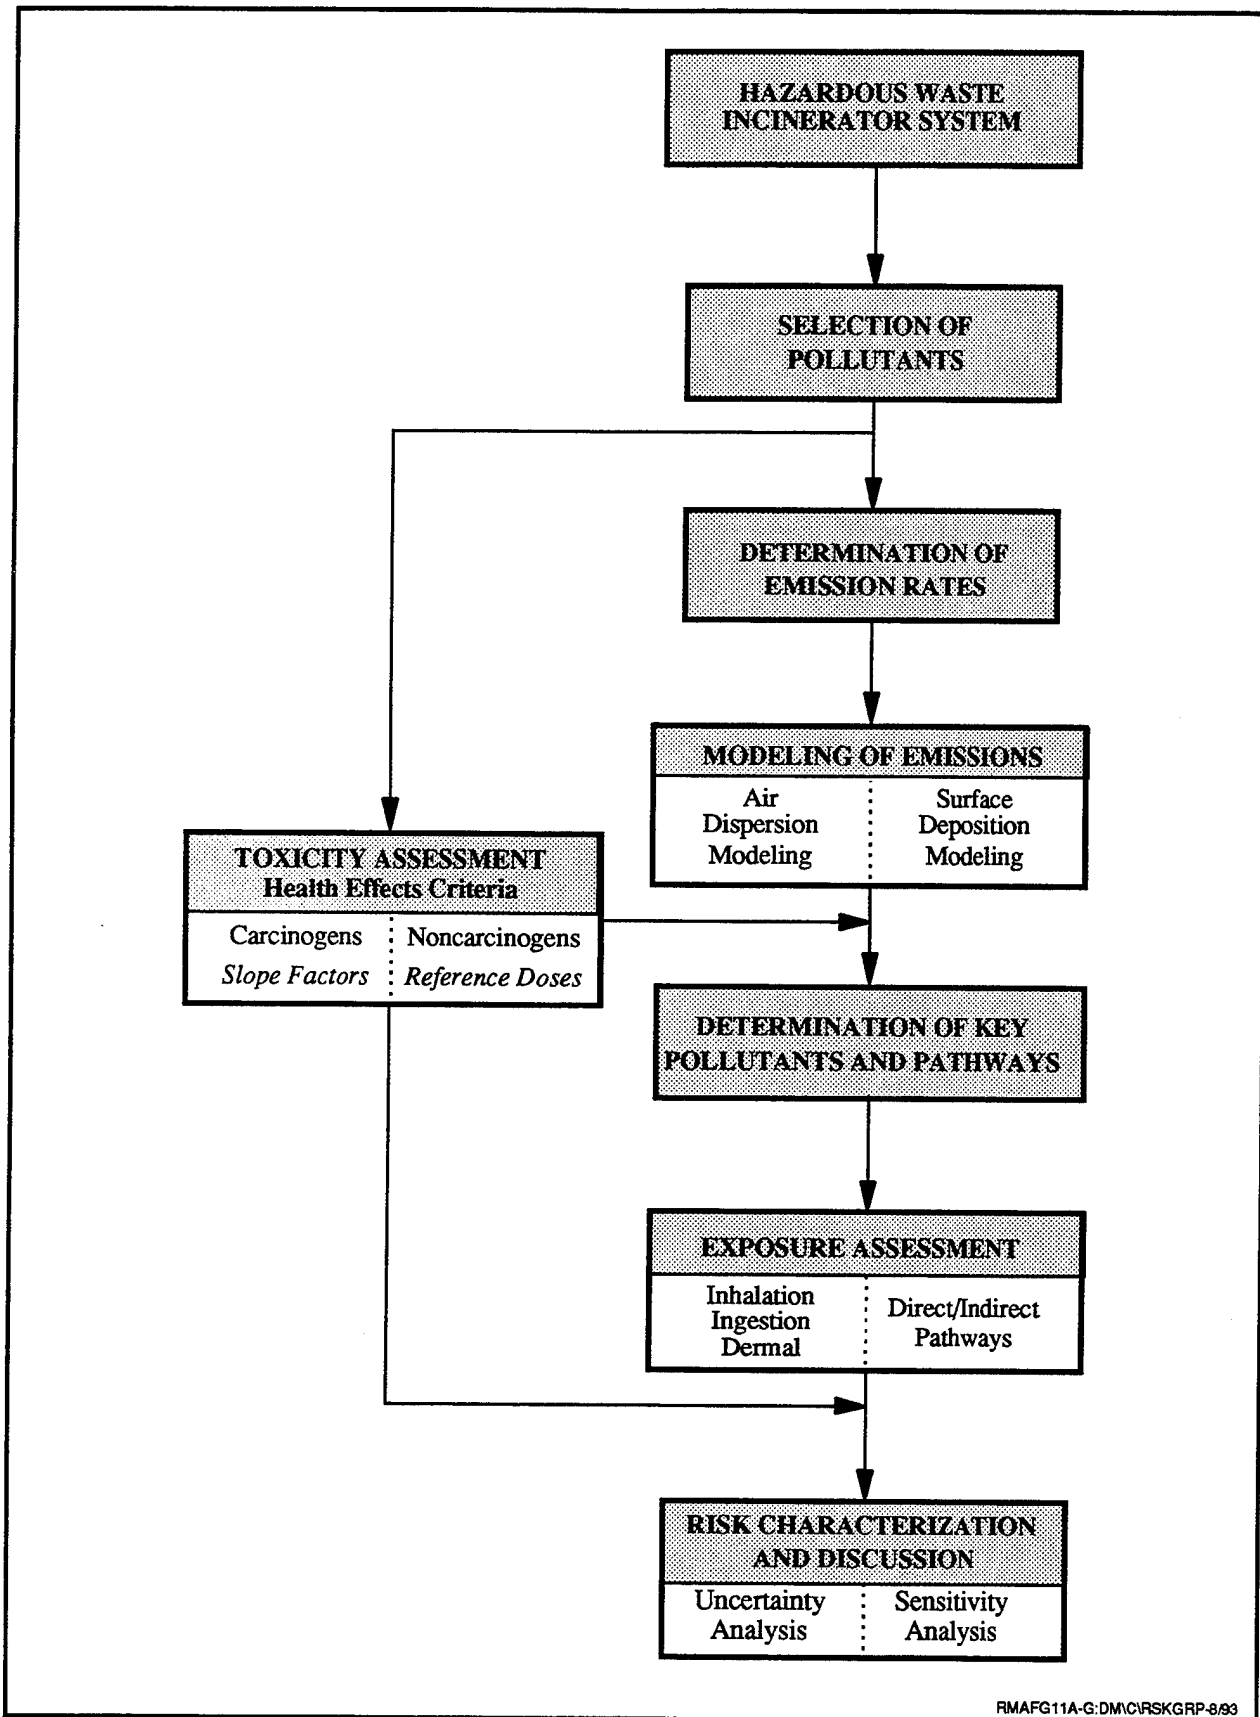 HAZARDOUS WASTE
INCINERATOR SYSTEM
SELECTION OF
POLLUTANTS
DETERMINATION OF
EMISSION RATES
MODELING OF EMISSIONS
Air
Dispersion
Modeling
Surface
Deposition
Modeling
TOXICITY ASSESSMENT
Health Effects Criteria
Carcinogens
Slope Factors
Noncarcinogens
Reference Doses
DETERMINATION OF KEY
POLLUTANTS AND PATHWAYS
EXPOSURE ASSESSMENT
Inhalation
Ingestion
Dermal
Direct/Indirect
Pathways
RISK CHARACTERIZATION
AND DISCUSSION
Uncertainty
Analysis
Sensitivity
Analysis
RMAFG11A-G:DM\C\RSKGRP-8/93